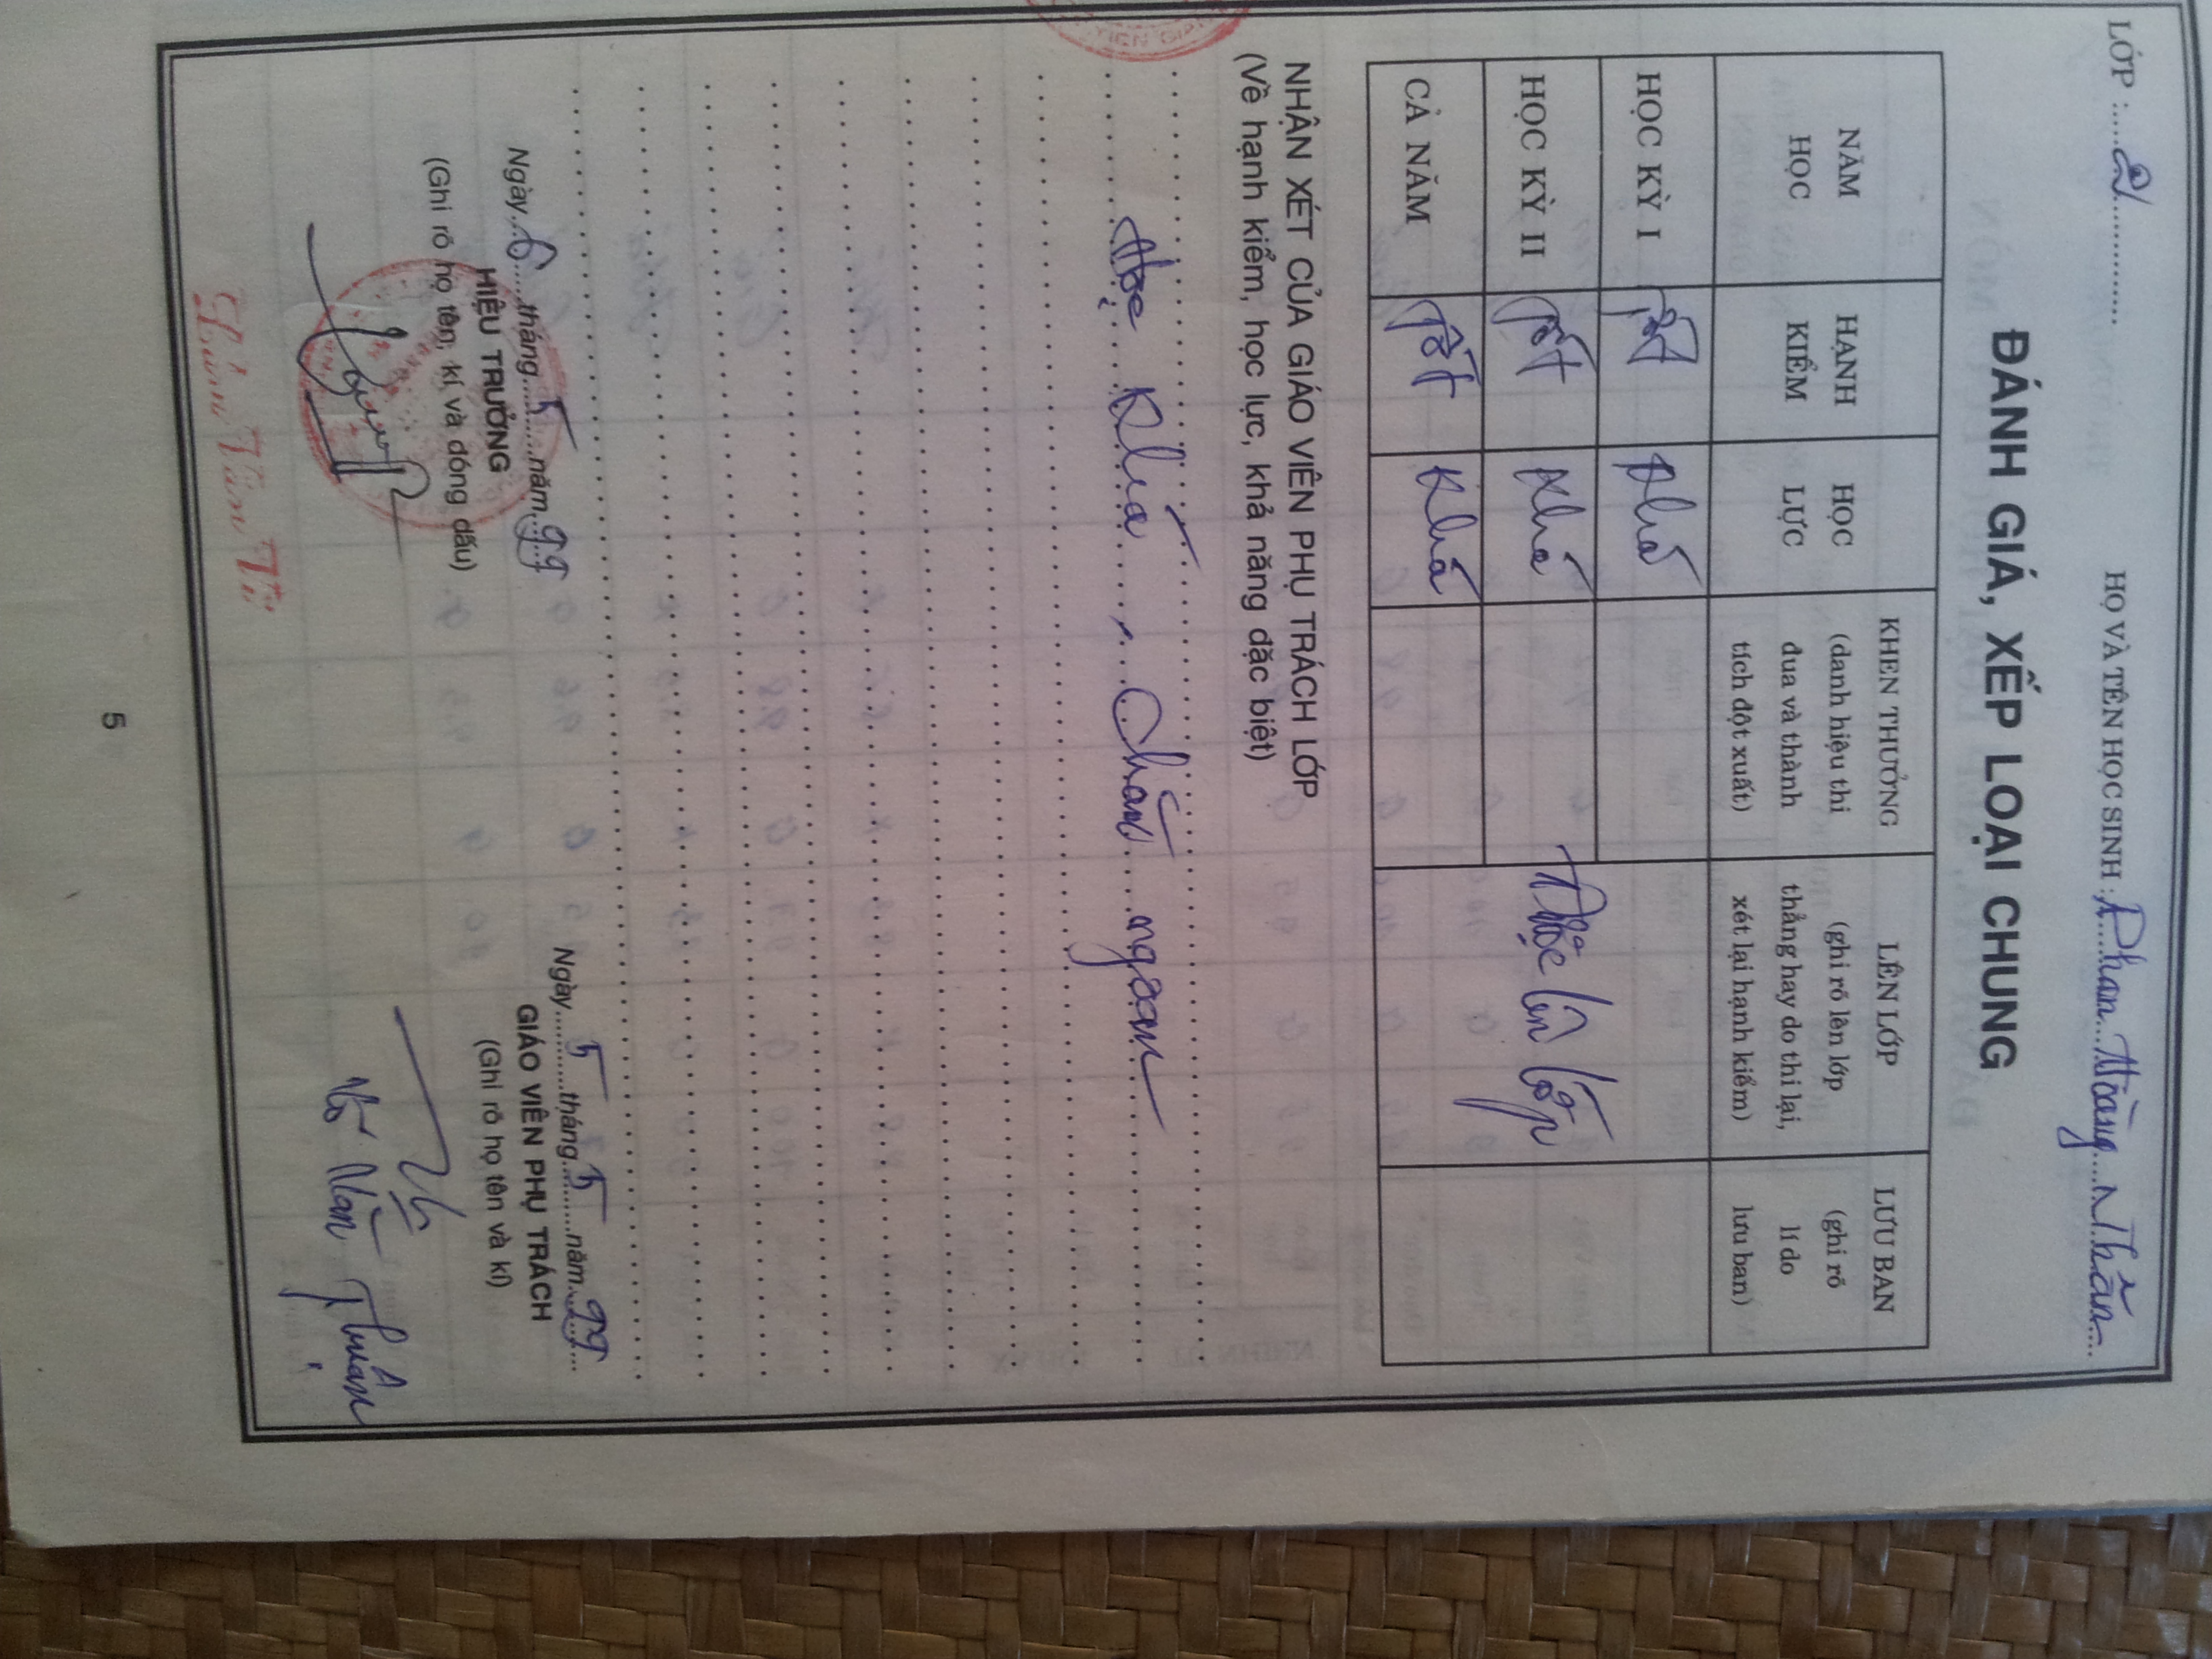 LỚP : 2 HỌ VÀ TÊN HỌC SINH : Phan Hoàng Nhân
ĐÁNH GIÁ, XẾP LOẠI CHUNG
NĂM HỌC
HẠNH KIỂM
HỌC LỰC
KHEN THƯỞNG (danh hiệu thi đua và thành tích đột xuất)
LÊN LỚP (ghi rõ lên lớp thẳng hay do thi lại, xét lại hạnh kiểm)
LƯU BAN (ghi rõ lí do lưu ban)
HỌC KỲ I Tốt Khá
HỌC KỲ II Tốt Khá
CẢ NĂM Tốt Khá
Được lên lớp
NHẬN XÉT CỦA GIÁO VIÊN PHỤ TRÁCH LỚP
(Về hạnh kiểm, học lực, khả năng đặc biệt)
Học Khá, Chăm ngoan
Ngày 6 tháng 5 năm 99
HIỆU TRƯỞNG
(Ghi rõ họ tên, kí và đóng dấu)
Văn Từ
Ngày 5 tháng 5 năm 99
GIÁO VIÊN PHỤ TRÁCH
(Ghi rõ họ tên và kí)
Võ Văn Thuận
5